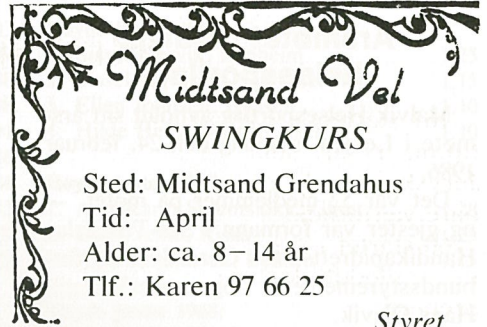 Midtsand Vel
SWINGKURS
Sted: Midtsand Grendahus
Tid: April
Alder: ca. 8–14 år
Tlf.: Karen 97 66 25
Styret